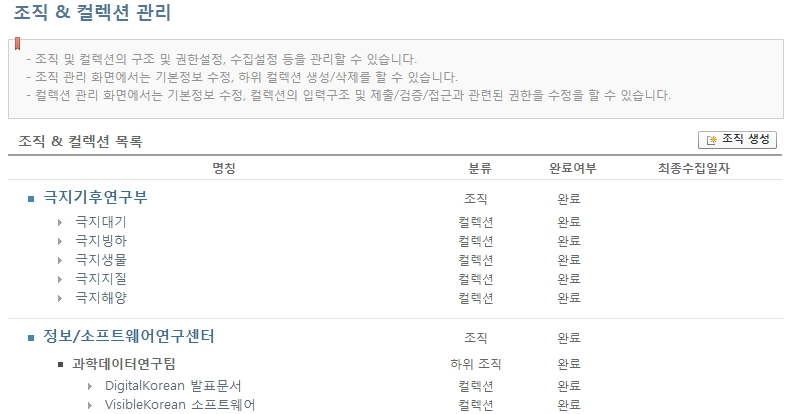 조직 & 컬렉션 관리
- 조직 및 컬렉션의 구조 및 권한설정, 수집설정 등을 관리할 수 있습니다.
- 조직 관리 화면에서는 기본정보 수정, 하위 컬렉션 생성/삭제를 할 수 있습니다.
- 컬렉션 관리 화면에서는 기본정보 수정, 컬렉션의 입력구조 및 제출/검증/접근과 관련된 권한을 수정을 할 수 있습니다.
조직 & 컬렉션 목록 조직 생성
명칭 분류 완료여부 최종수집일자
극지기후연구부 조직 완료
극지대기 컬렉션 완료
극지빙하 컬렉션 완료
극지생물 컬렉션 완료
극지지질 컬렉션 완료
극지해양 컬렉션 완료
정보/소프트웨어연구센터 조직 완료
과학데이터연구팀 하위 조직 완료
DigitalKorean 발표문서 컬렉션 완료
VisibleKorean 소프트웨어 컬렉션 완료